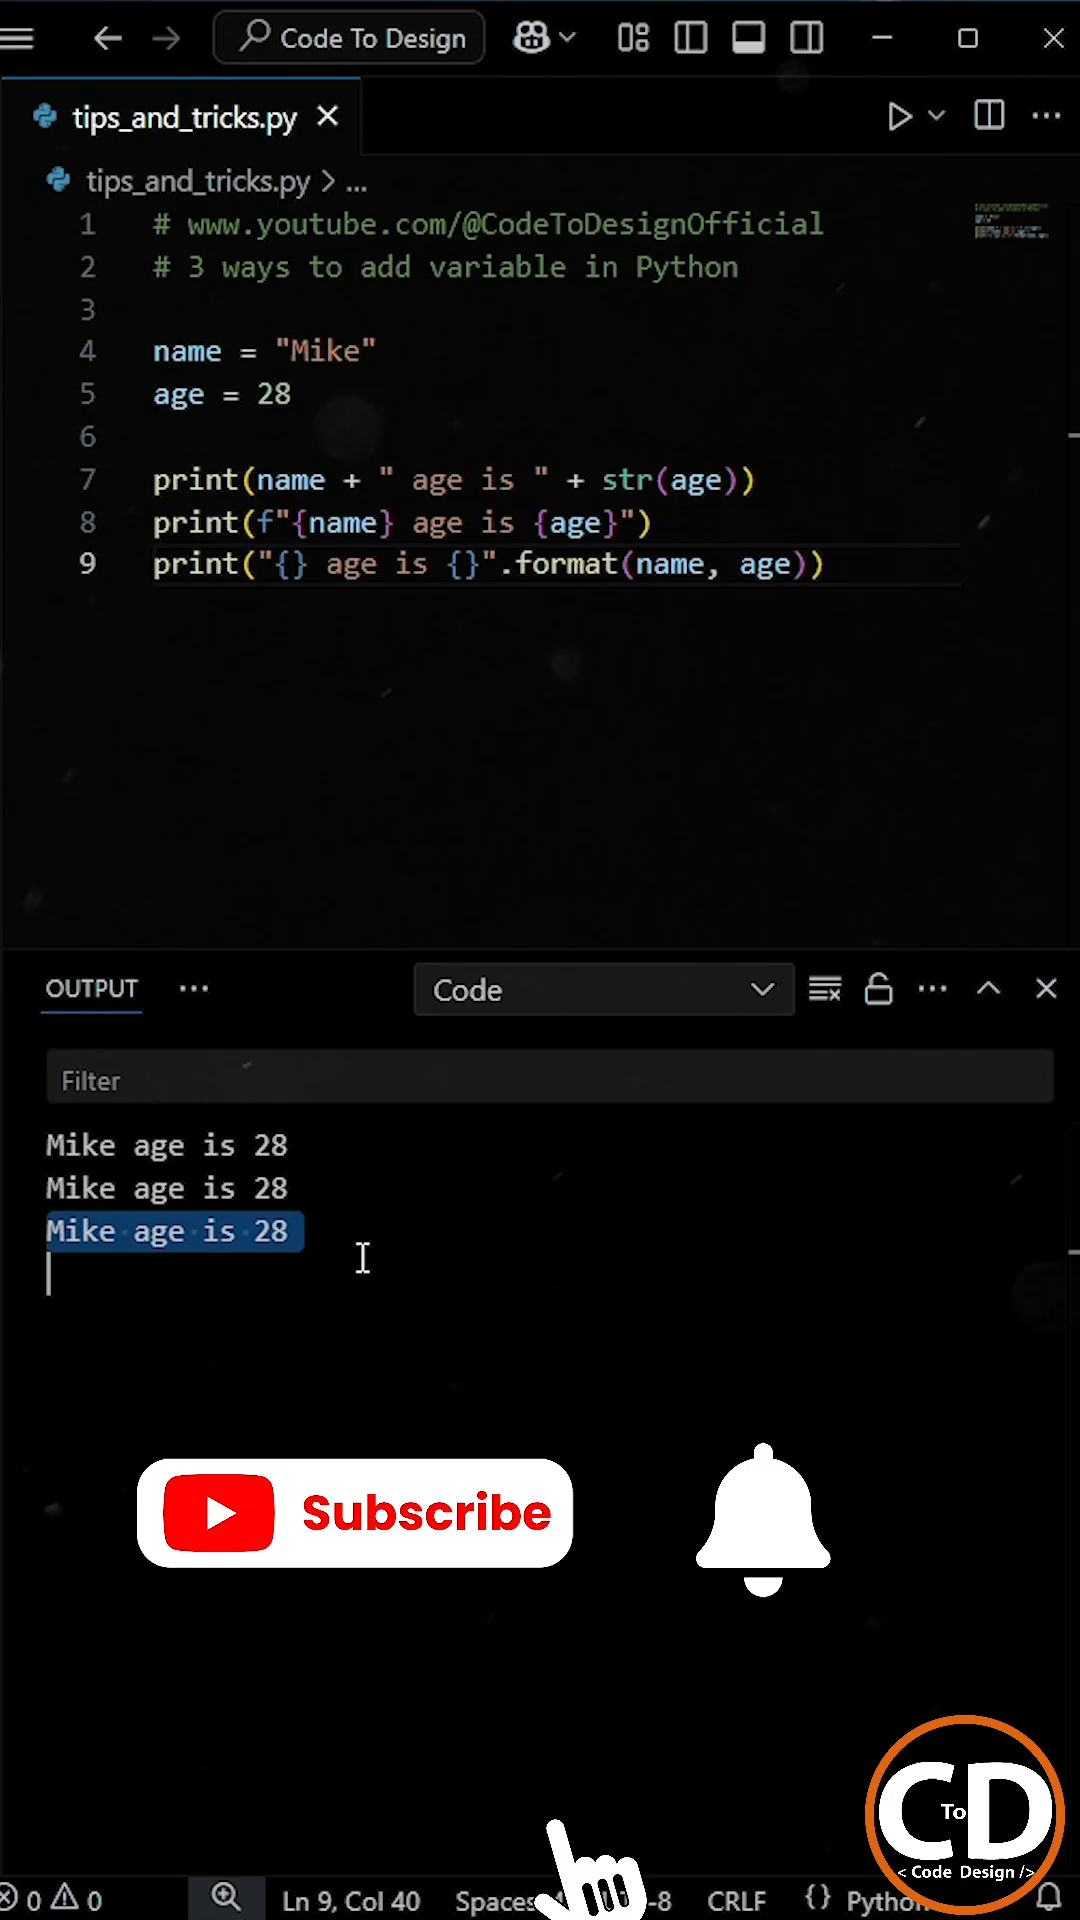 Code To Design
tips_and_tricks.py
tips_and_tricks.py > ...
1 # www.youtube.com/@CodeToDesignOfficial
2 # 3 ways to add variable in Python
3
4 name = "Mike"
5 age = 28
6
7 print(name + " age is " + str(age))
8 print(f"{name} age is {age}")
9 print("{} age is {}".format(name, age))
OUTPUT
Code
Filter
Mike age is 28
Mike age is 28
Mike age is 28
Subscribe
C To D
< Code Design />
0 0 Ln 9, Col 40 Spaces -8 CRLF {} Python